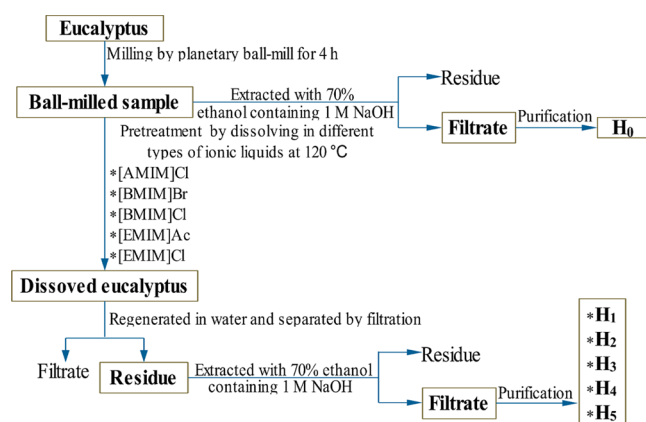 Eucalyptus
Milling by planetary ball-mill for 4 h
Ball-milled sample
Extracted with 70%
ethanol containing 1 M NaOH
Residue
Filtrate
Purification
H0
Pretreatment by dissolving in different
types of ionic liquids at 120 °C
*[AMIM]Cl
*[BMIM]Br
*[BMIM]Cl
*[EMIM]Ac
*[EMIM]Cl
Dissoved eucalyptus
Regenerated in water and separated by filtration
Filtrate
Residue
Extracted with 70% ethanol
containing 1 M NaOH
Residue
Filtrate
Purification
*H1
*H2
*H3
*H4
*H5